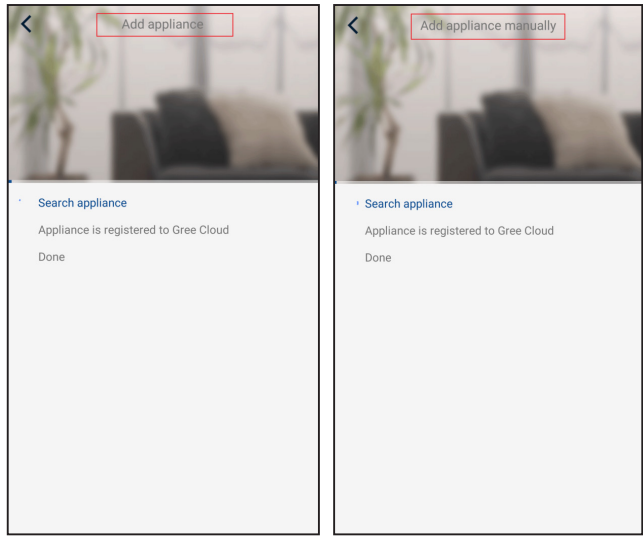 Add appliance
Search appliance
Appliance is registered to Gree Cloud
Done
Add appliance manually
Search appliance
Appliance is registered to Gree Cloud
Done